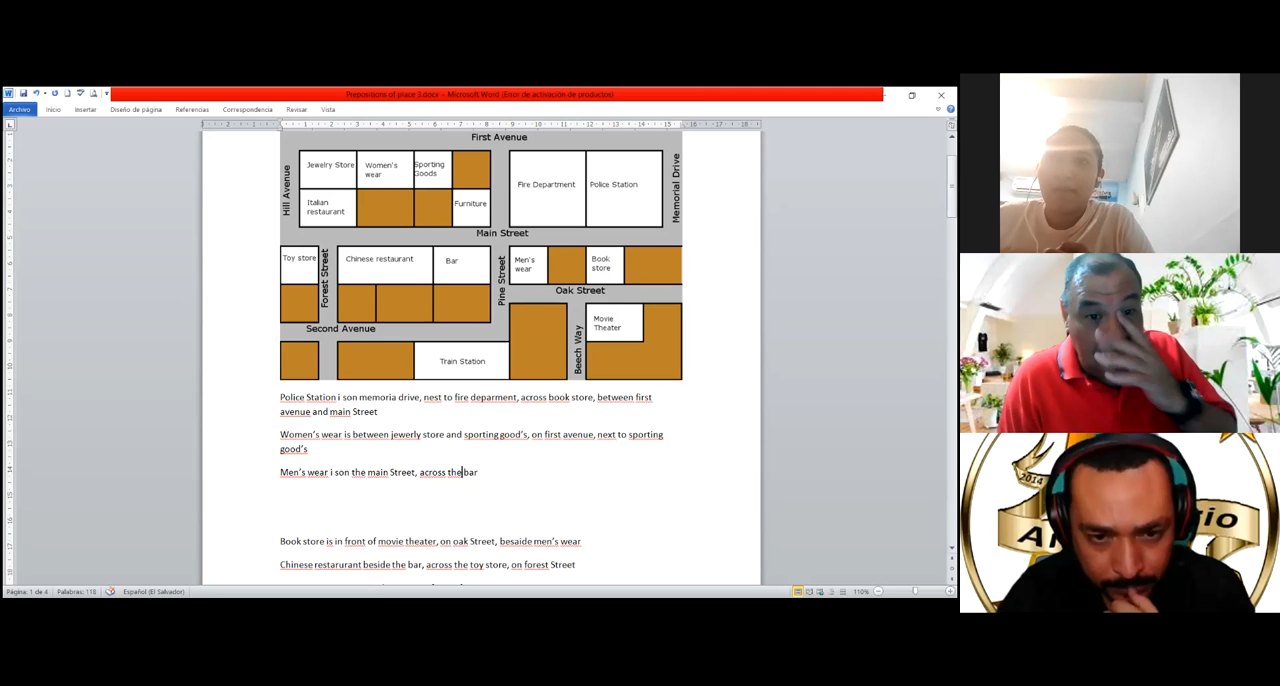 Prepositions of place 3.docx - Microsoft Word (Error de activación de productos)
Archivo Inicio Insertar Diseño de página Referencias Correspondencia Revisar Vista
First Avenue
Hill Avenue
Jewelry Store
Women's
wear
Sporting
Goods
Fire Department
Police Station
Memorial Drive
Italian
restaurant
Furniture
Main Street
Toy store
Forest Street
Chinese restaurant
Bar
Pine Street
Men's
wear
Book
store
Oak Street
Second Avenue
Beech Way
Movie
Theater
Train Station
Police Station i son memoria drive, nest to fire deparment, across book store, between first
avenue and main Street
Women's wear is between jewerly store and sporting good's, on first avenue, next to sporting
good's
Men's wear i son the main Street, across the bar
Book store is in front of movie theater, on oak Street, besaide men's wear
Chinese restarurant beside the bar, across the toy store, on forest Street
Página: 1 de 4 Palabras: 118 Español (El Salvador) 110%
2014